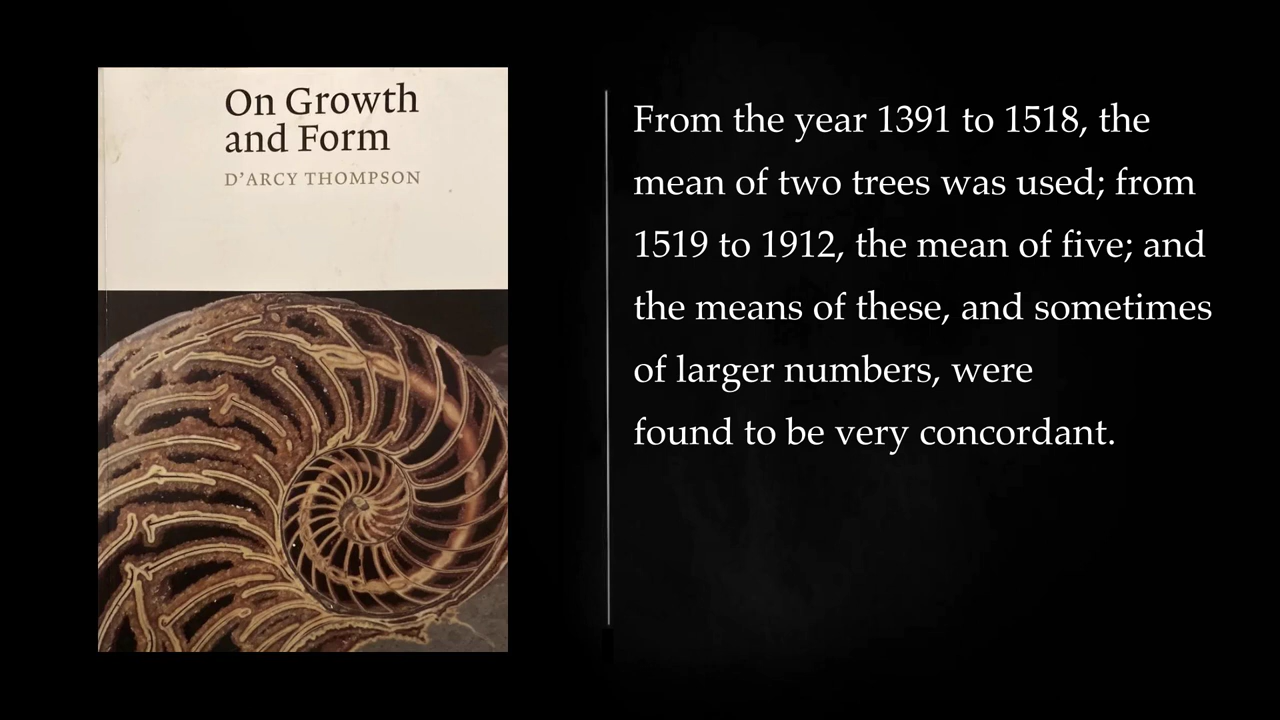 On Growth
and Form
D'ARCY THOMPSON
From the year 1391 to 1518, the
mean of two trees was used; from
1519 to 1912, the mean of five; and
the means of these, and sometimes
of larger numbers, were
found to be very concordant.